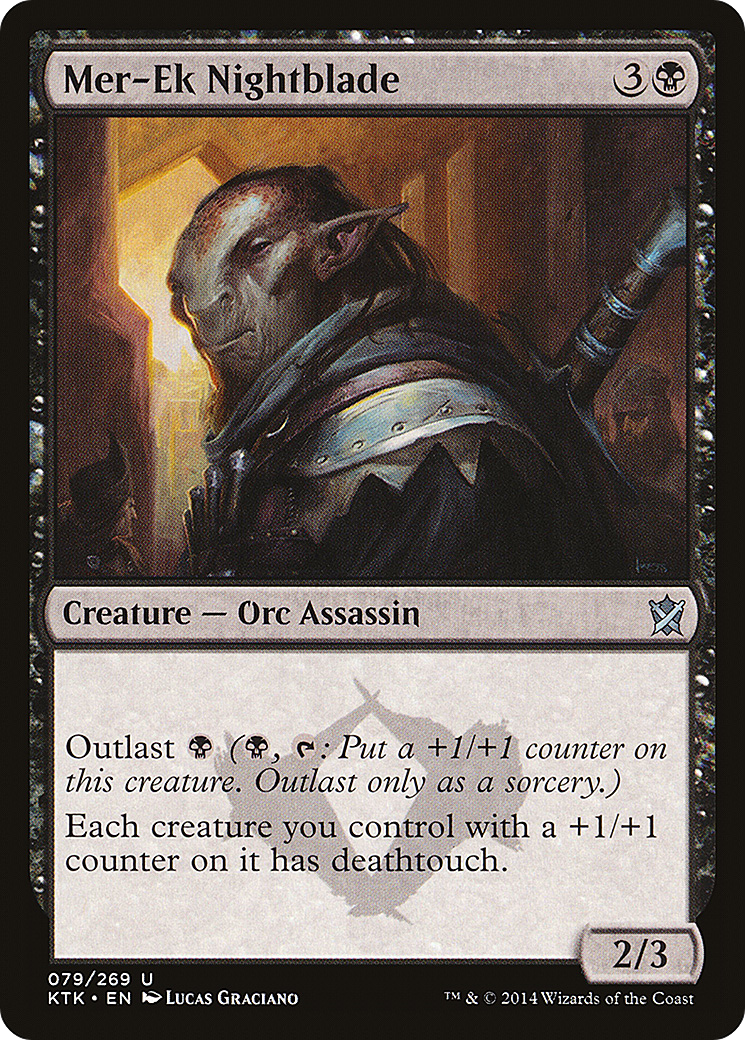 Mer-Ek Nightblade 3
Creature — Orc Assassin
Outlast (, : Put a +1/+1 counter on
this creature. Outlast only as a sorcery.)
Each creature you control with a +1/+1
counter on it has deathtouch.
2/3
079/269 U
KTK • EN Lucas Graciano
™ & © 2014 Wizards of the Coast